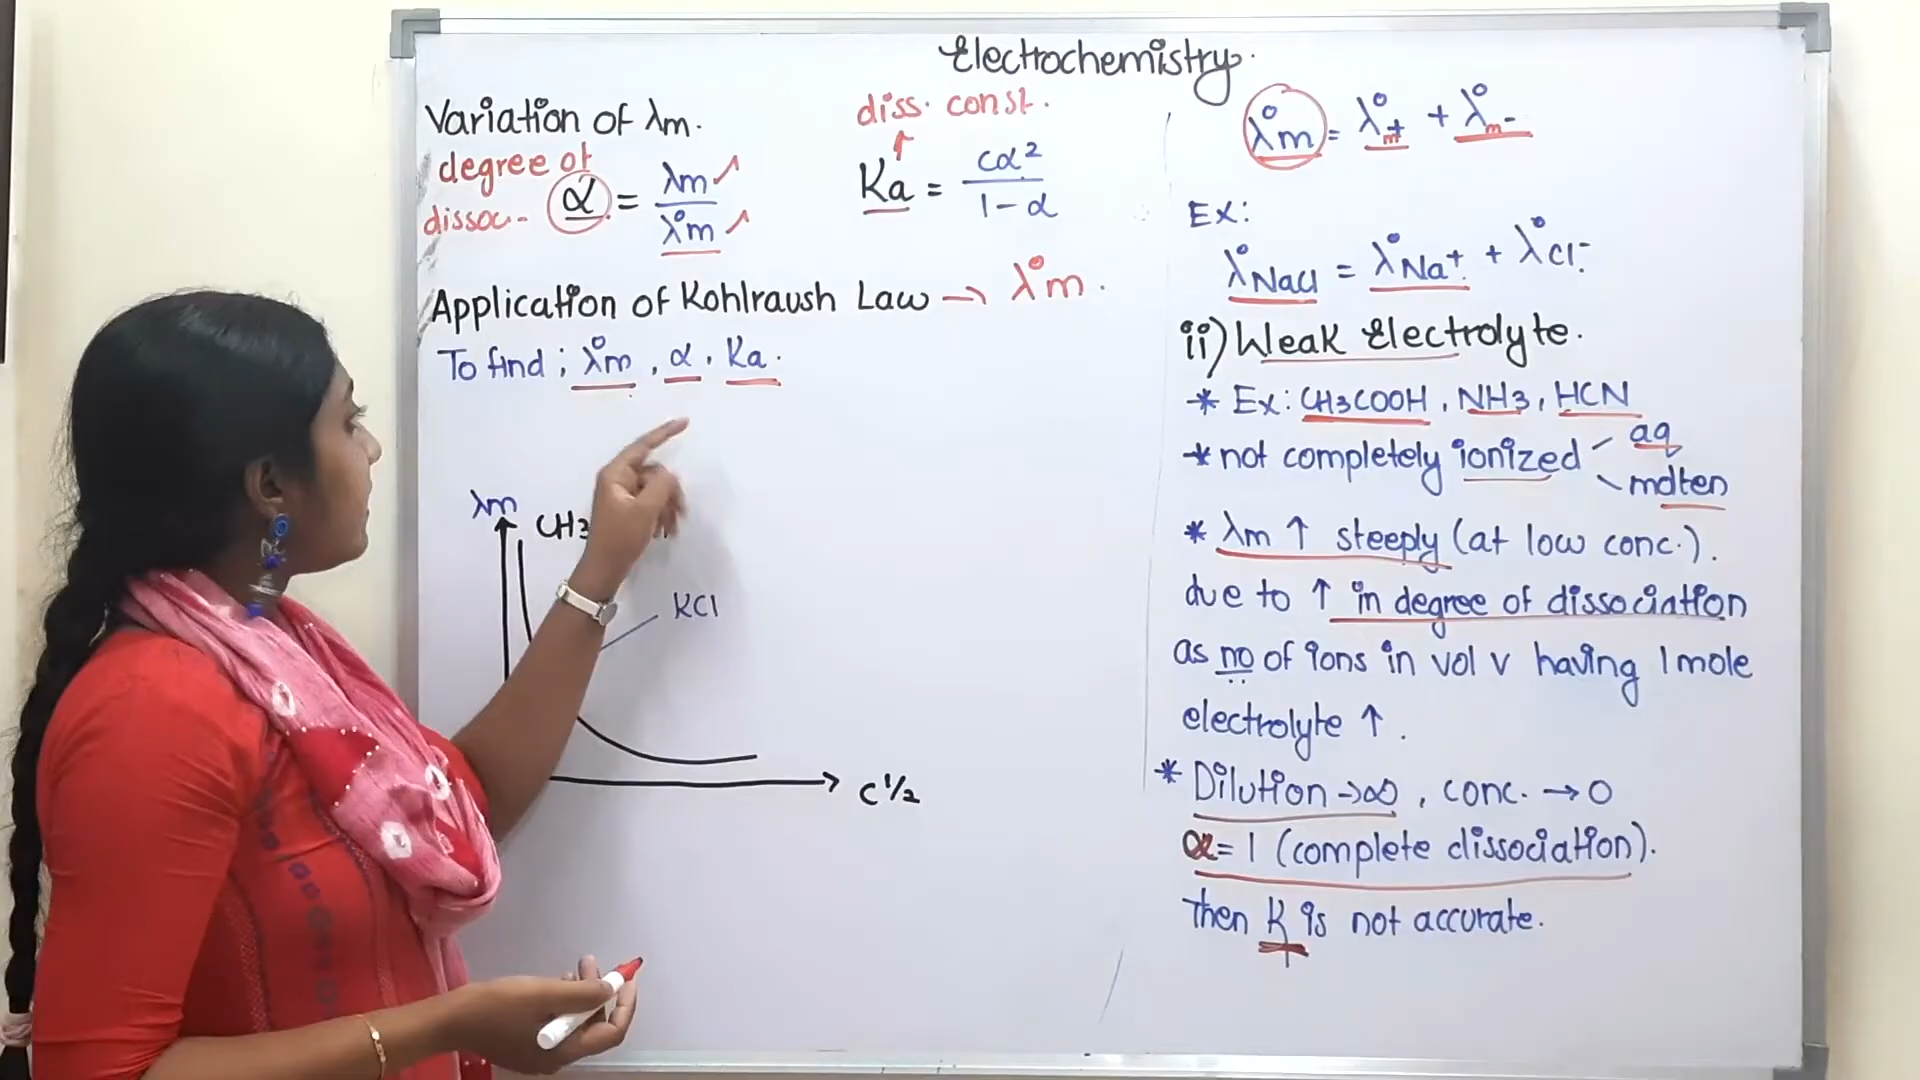 Electrochemistry.
Variation of λm.
degree of
dissoc-
α = λm / λ°m
diss. const.
Ka = cα² / 1-α
Application of Kohlraush Law → λ°m.
To find ; λ°m , α , Ka.
λm
CH3
KCl
C 1/2
λ°m = λ°m+ + λ°m-
Ex:
λ°NaCl = λ°Na+ + λ°Cl-
ii) Weak Electrolyte.
* Ex: CH3COOH , NH3 , HCN
* not completely ionized
aq
molten
* λm ↑ steeply (at low conc.).
due to ↑ in degree of dissociation
as no of ions in vol v having 1 mole
electrolyte ↑ .
* Dilution → ∞ , conc. → 0
α = 1 (complete dissociation).
Then K is not accurate.